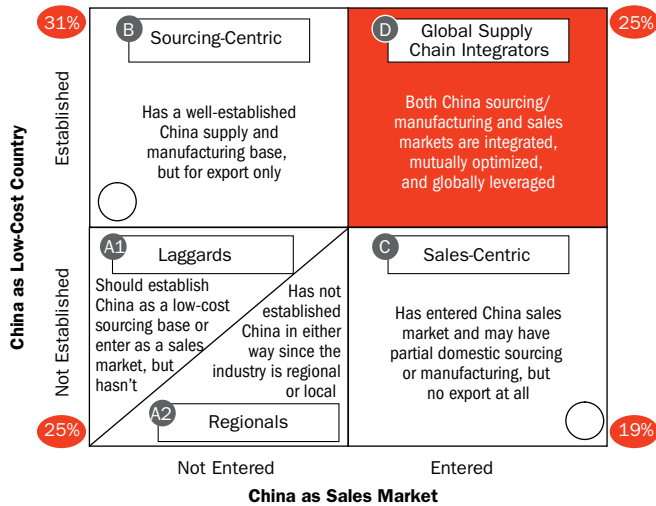 31%
B
Sourcing-Centric
Has a well-established
China supply and
manufacturing base,
but for export only
D
Global Supply
Chain Integrators
25%
Both China sourcing/
manufacturing and sales
markets are integrated,
mutually optimized,
and globally leveraged
China as Low-Cost Country
Established
Not Established
A1
Laggards
Should establish
China as a low-cost
sourcing base or
enter as a sales
market, but
hasn't
Has not
established
China in either
way since the
industry is regional
or local
A2
Regionals
25%
C
Sales-Centric
Has entered China sales
market and may have
partial domestic sourcing
or manufacturing, but
no export at all
19%
Not Entered
Entered
China as Sales Market